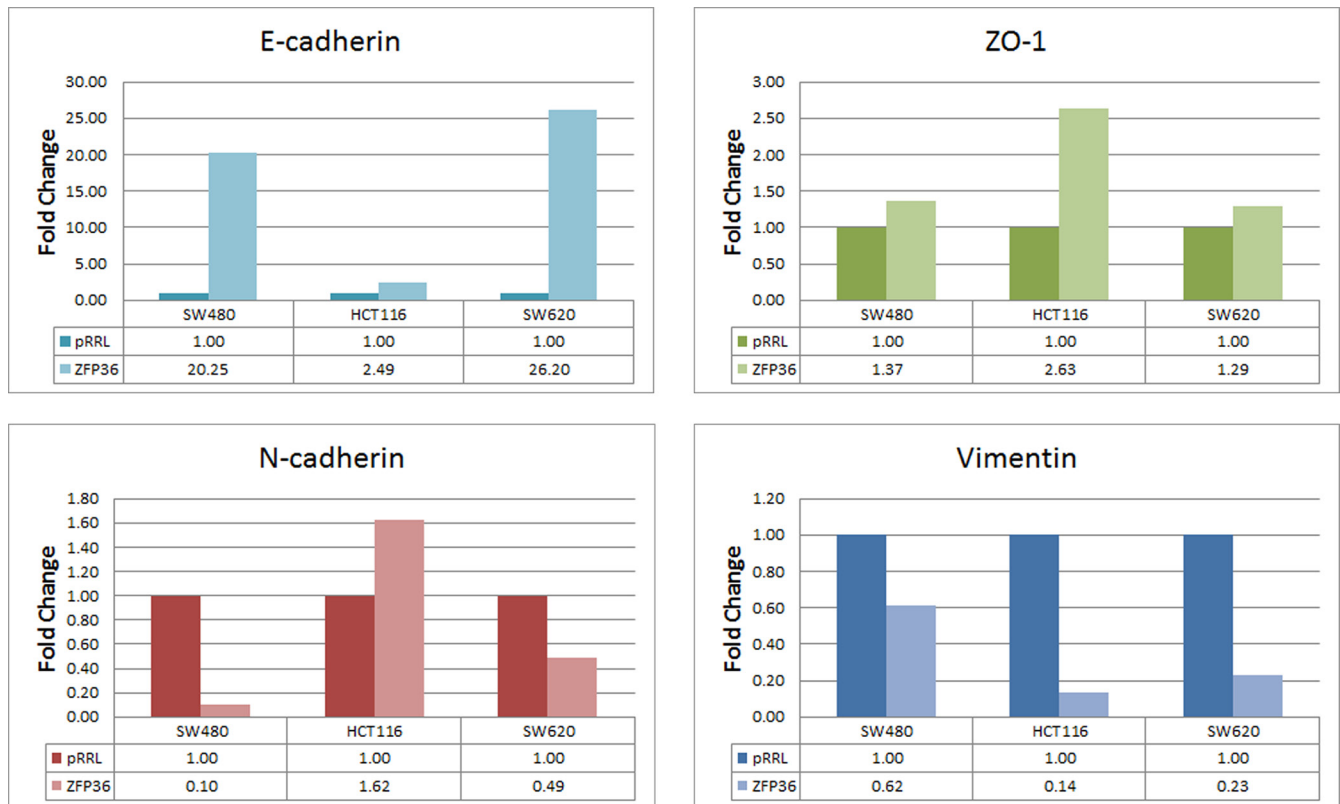 E-cadherin
Fold Change
30.00
25.00
20.00
15.00
10.00
5.00
0.00
SW480 HCT116 SW620
pRRL 1.00 1.00 1.00
ZFP36 20.25 2.49 26.20
ZO-1
Fold Change
3.00
2.50
2.00
1.50
1.00
0.50
0.00
SW480 HCT116 SW620
pRRL 1.00 1.00 1.00
ZFP36 1.37 2.63 1.29
N-cadherin
Fold Change
1.80
1.60
1.40
1.20
1.00
0.80
0.60
0.40
0.20
0.00
SW480 HCT116 SW620
pRRL 1.00 1.00 1.00
ZFP36 0.10 1.62 0.49
Vimentin
Fold Change
1.20
1.00
0.80
0.60
0.40
0.20
0.00
SW480 HCT116 SW620
pRRL 1.00 1.00 1.00
ZFP36 0.62 0.14 0.23